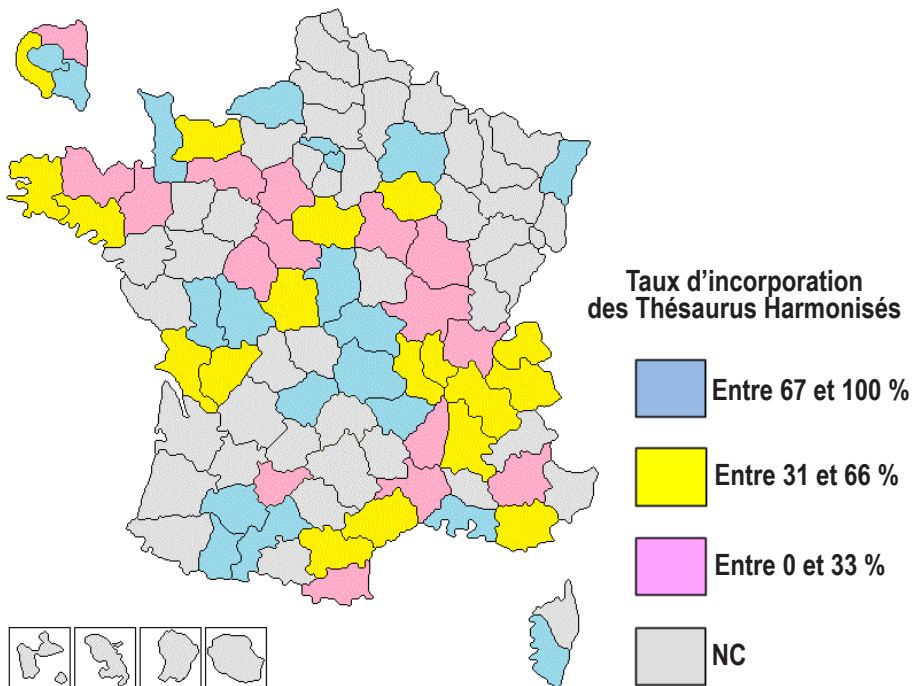 Taux d’incorporation
des Thésaurus Harmonisés
Entre 67 et 100 %
Entre 31 et 66 %
Entre 0 et 33 %
NC